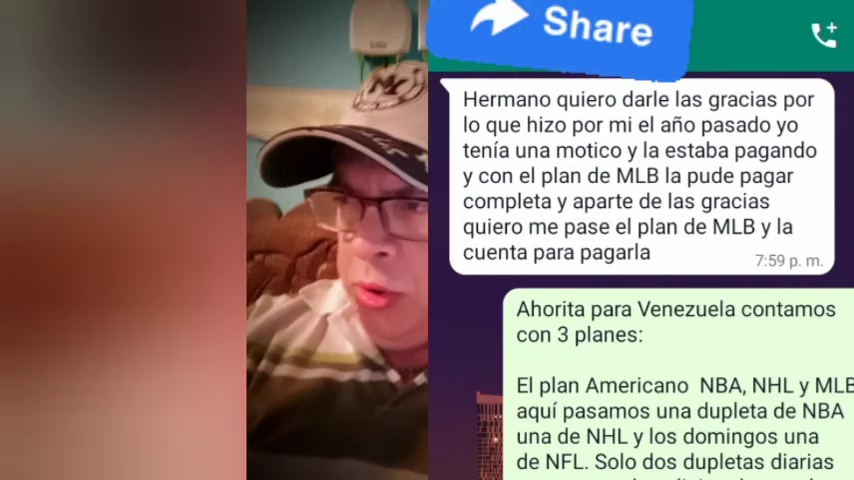 Share
Hermano quiero darle las gracias por
lo que hizo por mi el año pasado yo
tenía una motico y la estaba pagando
y con el plan de MLB la pude pagar
completa y aparte de las gracias
quiero me pase el plan de MLB y la
cuenta para pagarla
7:59 p. m.
Ahorita para Venezuela contamos
con 3 planes:
El plan Americano NBA, NHL y MLB
aquí pasamos una dupleta de NBA
una de NHL y los domingos una
de NFL. Solo dos dupletas diarias